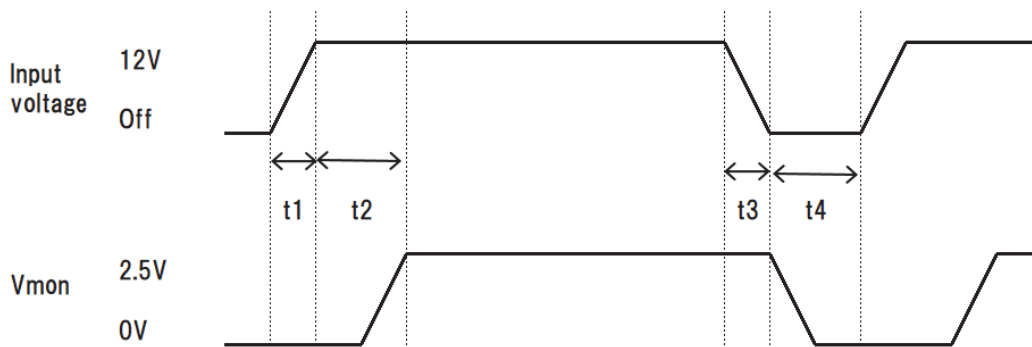 Input
voltage
12V
Off
t1
t2
t3
t4
Vmon
2.5V
0V